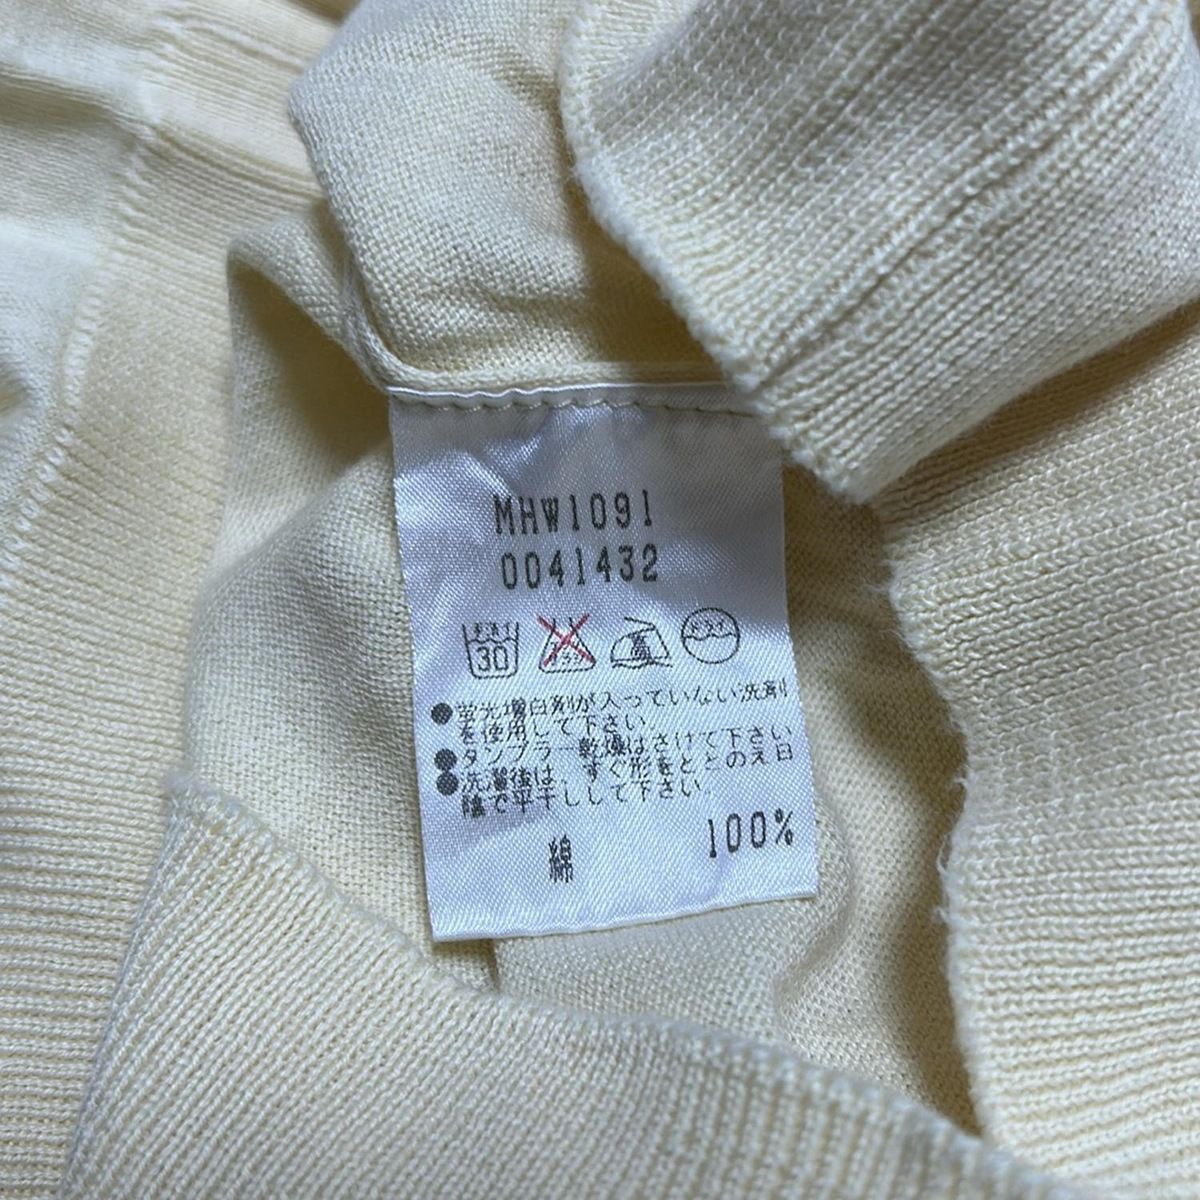 MHW1091
0041432
30
●蛍光増白剤が入っていない洗剤
を使用して下さい.
●タンブラー乾燥はさけて下さい
●洗濯後は、すぐ形をととのえ日
陰で平干しして下さい.
綿 100%